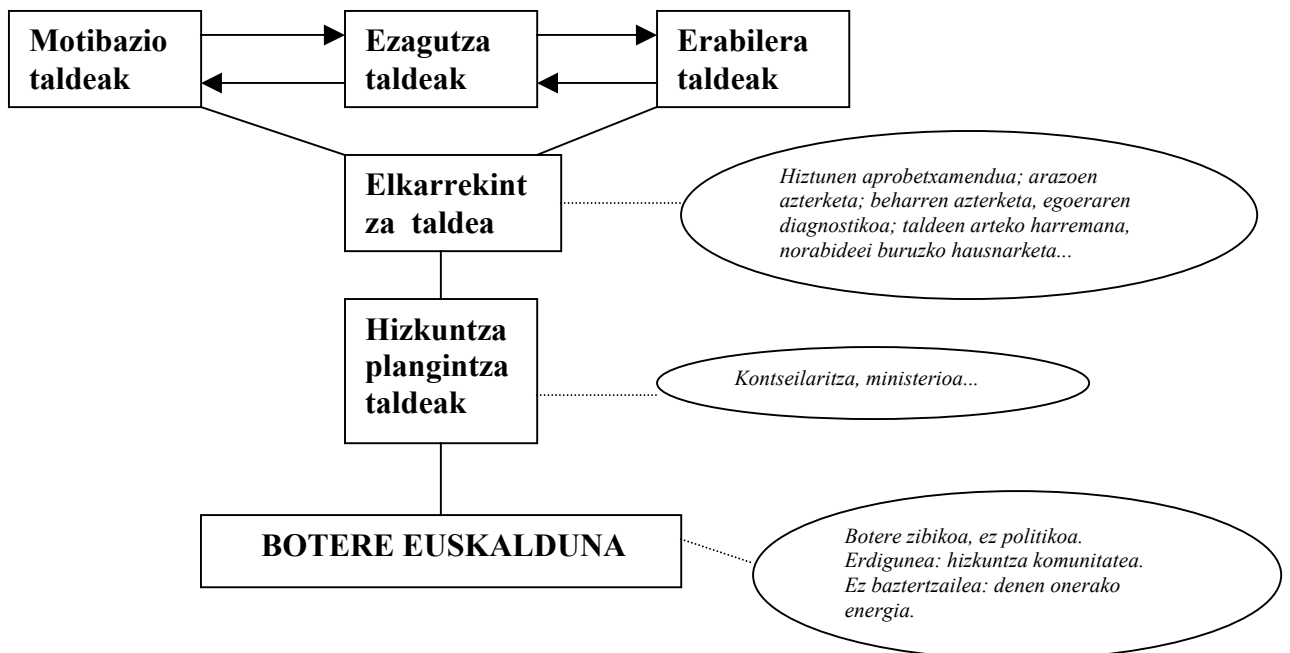 Motibazio
taldeak
Ezagutza
taldeak
Erabilera
taldeak
Elkarrekint
za taldea
Hiztunen aprobetxamendua; arazoen
azterketa; beharren azterketa, egoeraren
diagnostikoa; taldeen arteko harremana,
norabideei buruzko hausnarketa...
Hizkuntza
plangintza
taldeak
Kontseilaritza, ministerioa...
BOTERE EUSKALDUNA
Botere zibikoa, ez politikoa.
Erdigunea: hizkuntza komunitatea.
Ez baztertzailea: denen onerako
energia.